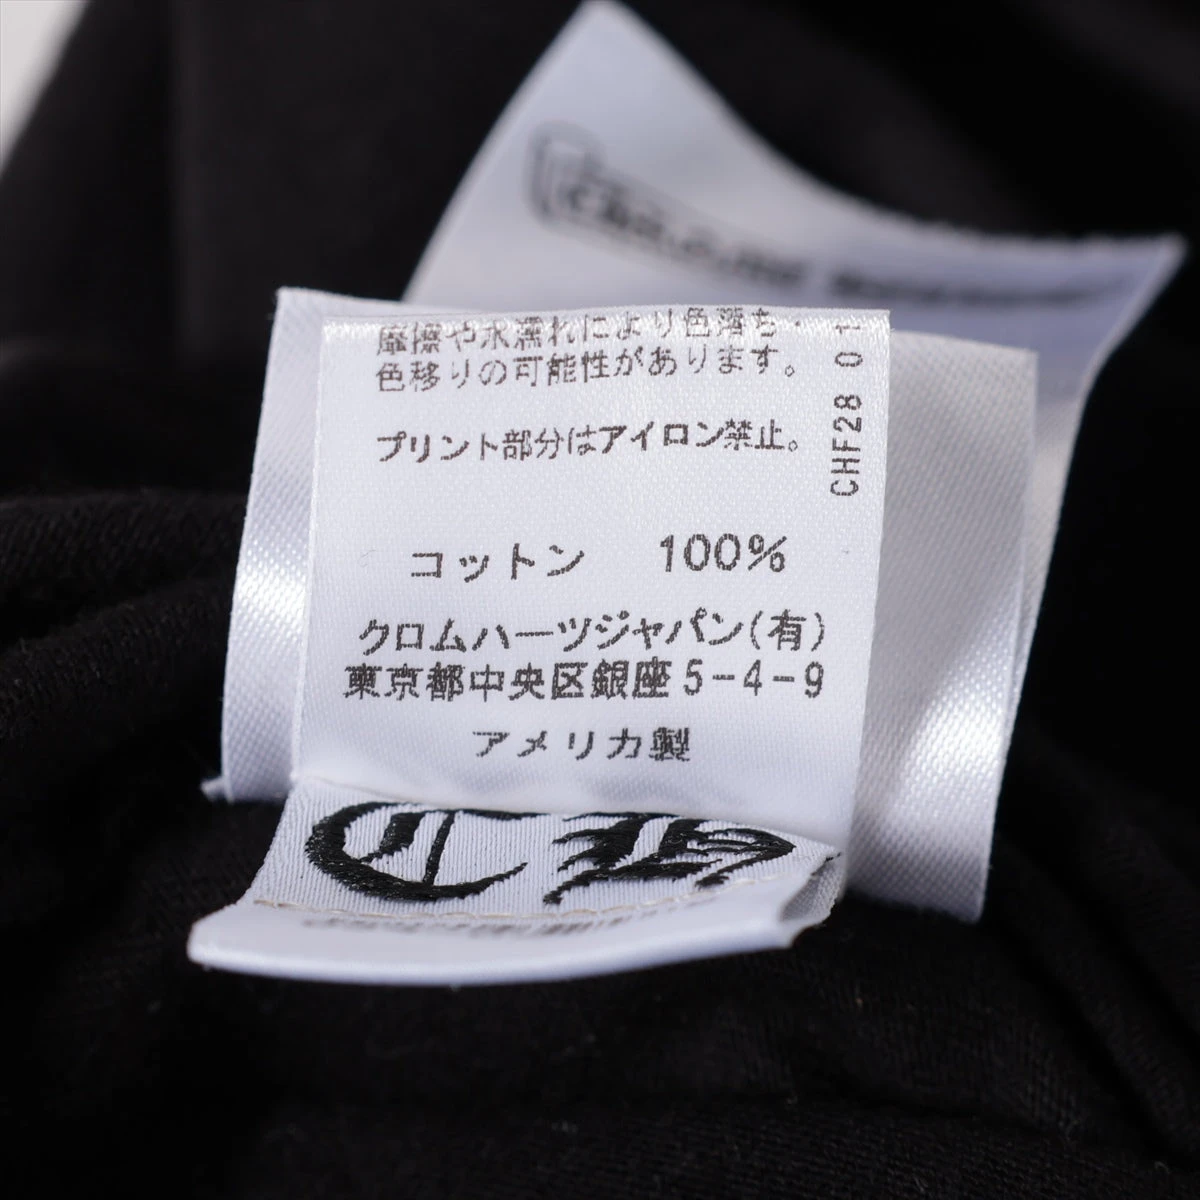 摩擦や水濡れにより色落ち・
色移りの可能性があります。
プリント部分はアイロン禁止。
CHF28 01
コットン 100%
クロムハーツジャパン(有)
東京都中央区銀座5-4-9
アメリカ製
CH